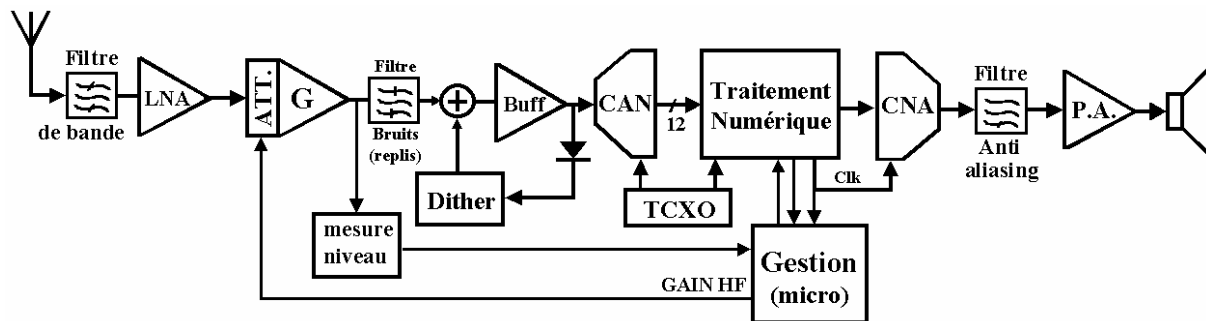 Filtre
de bande
LNA
ATT.
G
Filtre
Bruits
(replis)
Buff
Dither
CAN
12
Traitement
Numérique
TCXO
Clk
CNA
Filtre
Anti
aliasing
P.A.
mesure
niveau
GAIN HF
Gestion
(micro)